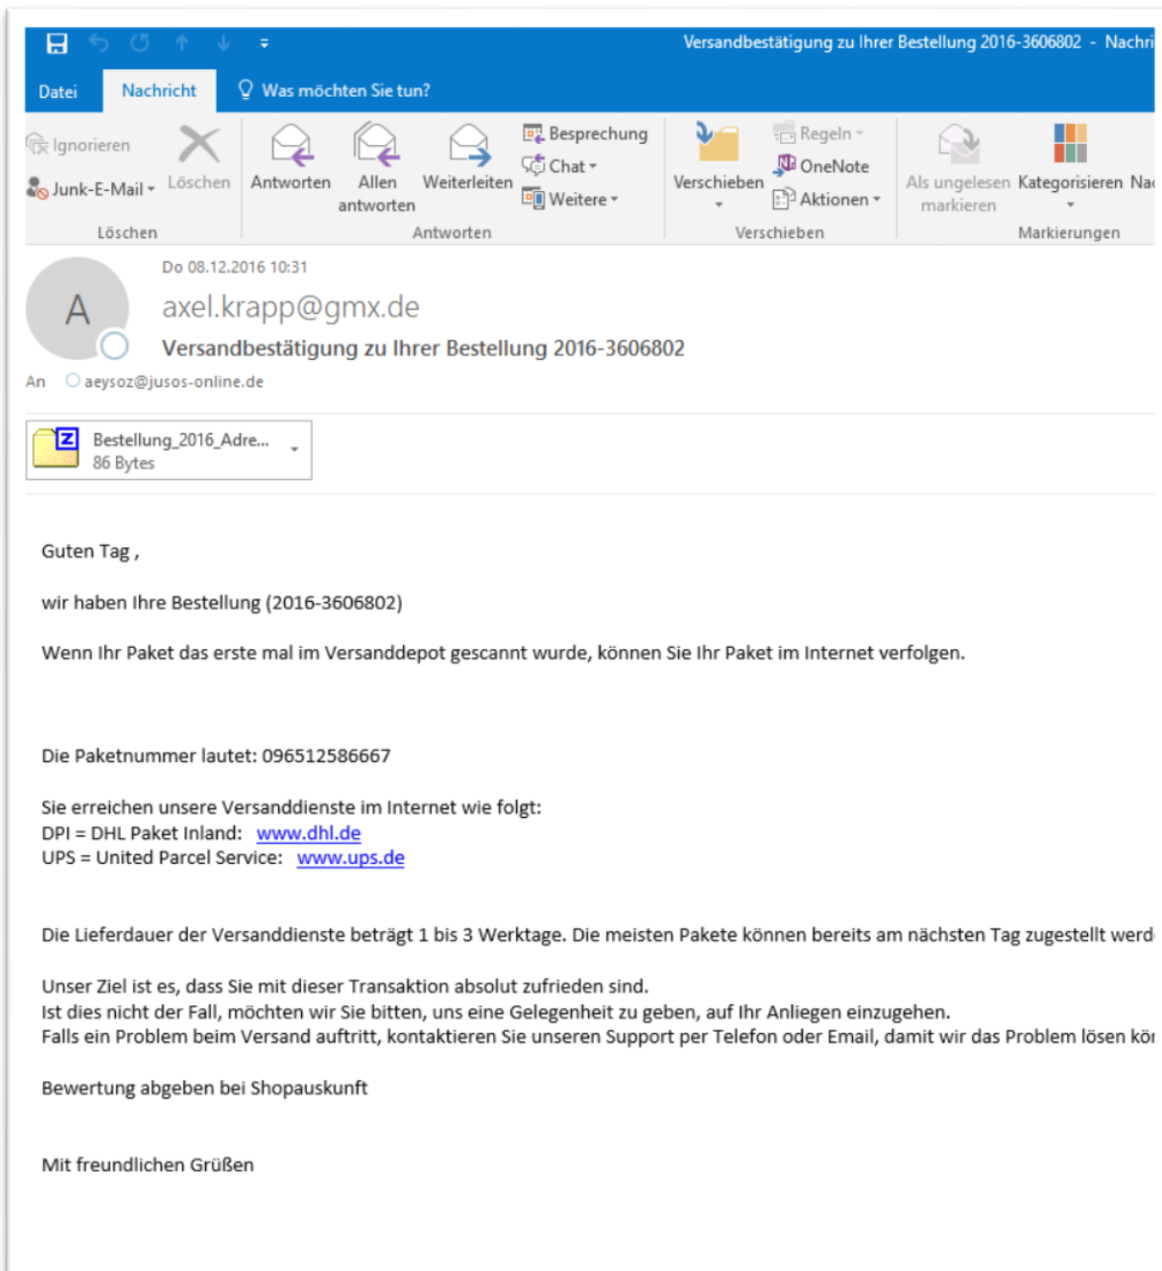 Versandbestätigung zu Ihrer Bestellung 2016-3606802 - Nachri
Datei Nachricht Was möchten Sie tun?
Ignorieren
Junk-E-Mail
Löschen
Löschen
Antworten
Allen antworten
Weiterleiten
Besprechung
Chat
Weitere
Antworten
Verschieben
Regeln
OneNote
Aktionen
Verschieben
Als ungelesen markieren
Kategorisieren Na
Markierungen
Do 08.12.2016 10:31
A
axel.krapp@gmx.de
Versandbestätigung zu Ihrer Bestellung 2016-3606802
An aeysoz@jusos-online.de
Z
Bestellung_2016_Adre...
86 Bytes
Guten Tag ,
wir haben Ihre Bestellung (2016-3606802)
Wenn Ihr Paket das erste mal im Versanddepot gescannt wurde, können Sie Ihr Paket im Internet verfolgen.
Die Paketnummer lautet: 096512586667
Sie erreichen unsere Versanddienste im Internet wie folgt:
DPI = DHL Paket Inland: www.dhl.de
UPS = United Parcel Service: www.ups.de
Die Lieferdauer der Versanddienste beträgt 1 bis 3 Werktage. Die meisten Pakete können bereits am nächsten Tag zugestellt werd
Unser Ziel ist es, dass Sie mit dieser Transaktion absolut zufrieden sind.
Ist dies nicht der Fall, möchten wir Sie bitten, uns eine Gelegenheit zu geben, auf Ihr Anliegen einzugehen.
Falls ein Problem beim Versand auftritt, kontaktieren Sie unseren Support per Telefon oder Email, damit wir das Problem lösen kön
Bewertung abgeben bei Shopauskunft
Mit freundlichen Grüßen